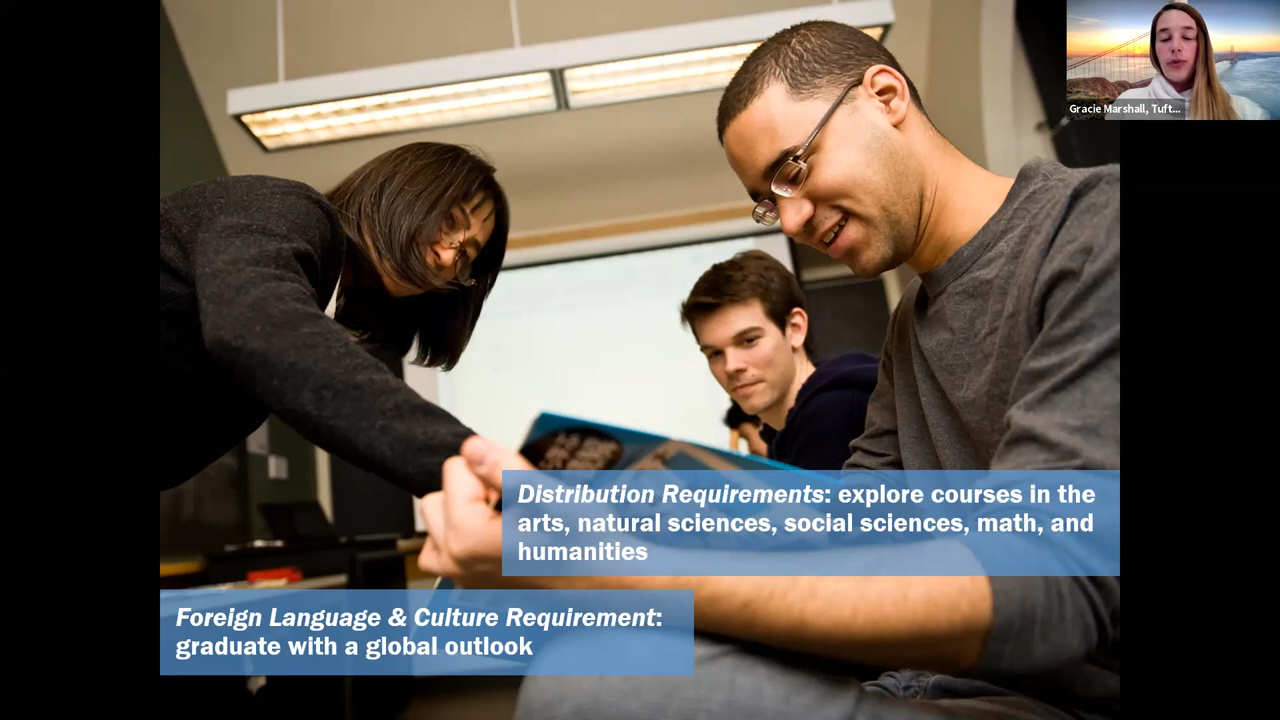 Gracie Marshall, Tuft...
Distribution Requirements: explore courses in the
arts, natural sciences, social sciences, math, and
humanities
Foreign Language & Culture Requirement:
graduate with a global outlook